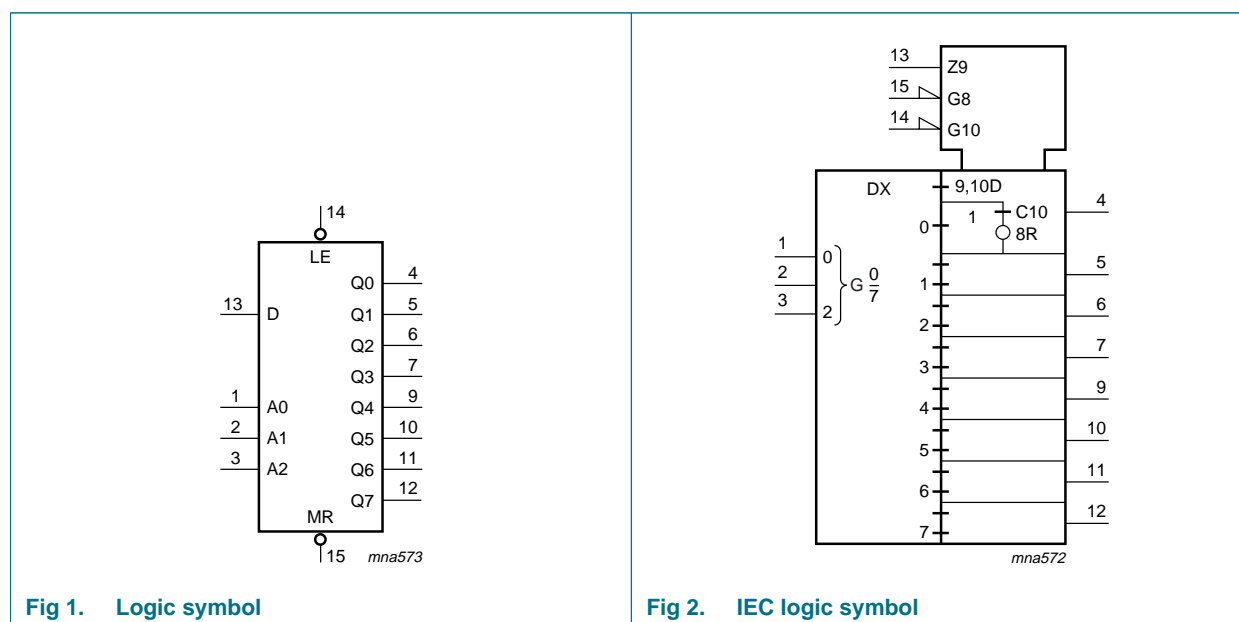 14
LE
Q0 4
13 D Q1 5
Q2 6
Q3 7
1 A0 Q4 9
2 A1 Q5 10
3 A2 Q6 11
Q7 12
MR
15 mna573
Fig 1. Logic symbol
13 Z9
15 G8
14 G10
DX 9,10D
4
1 C10
0 8R
1 0
2 G 0/7
3 2
5
1
6
2
7
3
9
4
10
5
11
6
12
7
mna572
Fig 2. IEC logic symbol